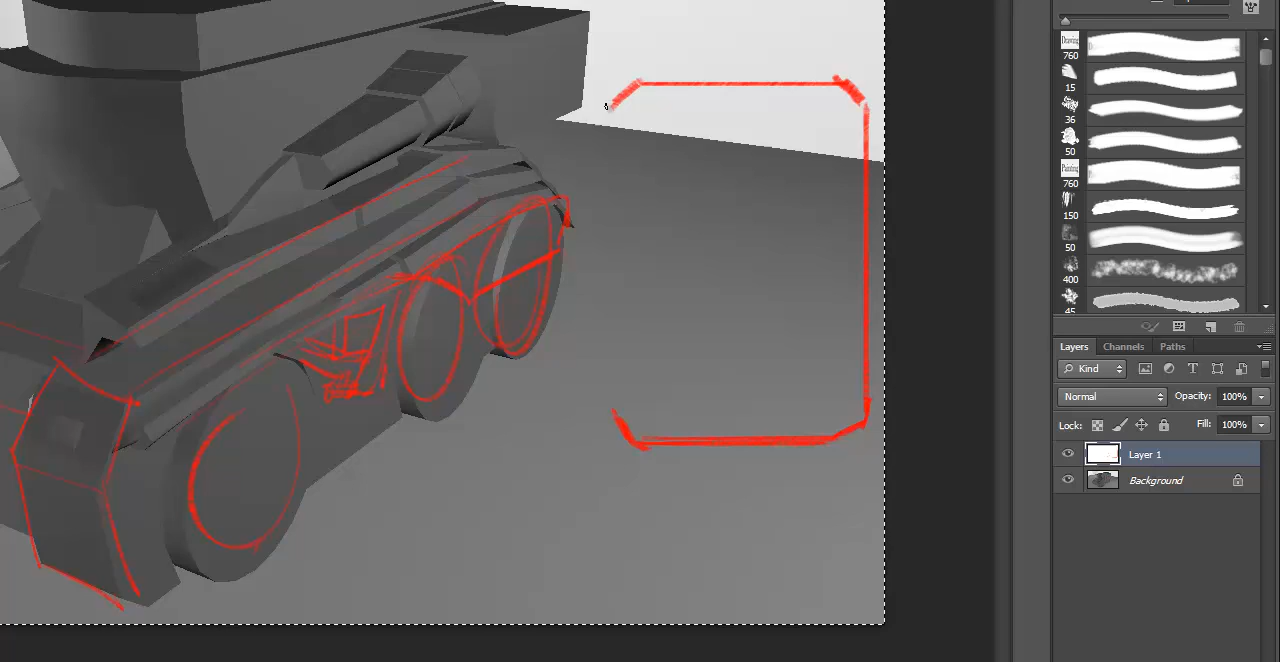 760
15
36
50
760
150
50
400
45
Layers Channels Paths
Kind
Normal Opacity: 100%
Lock: Fill: 100%
Layer 1
Background